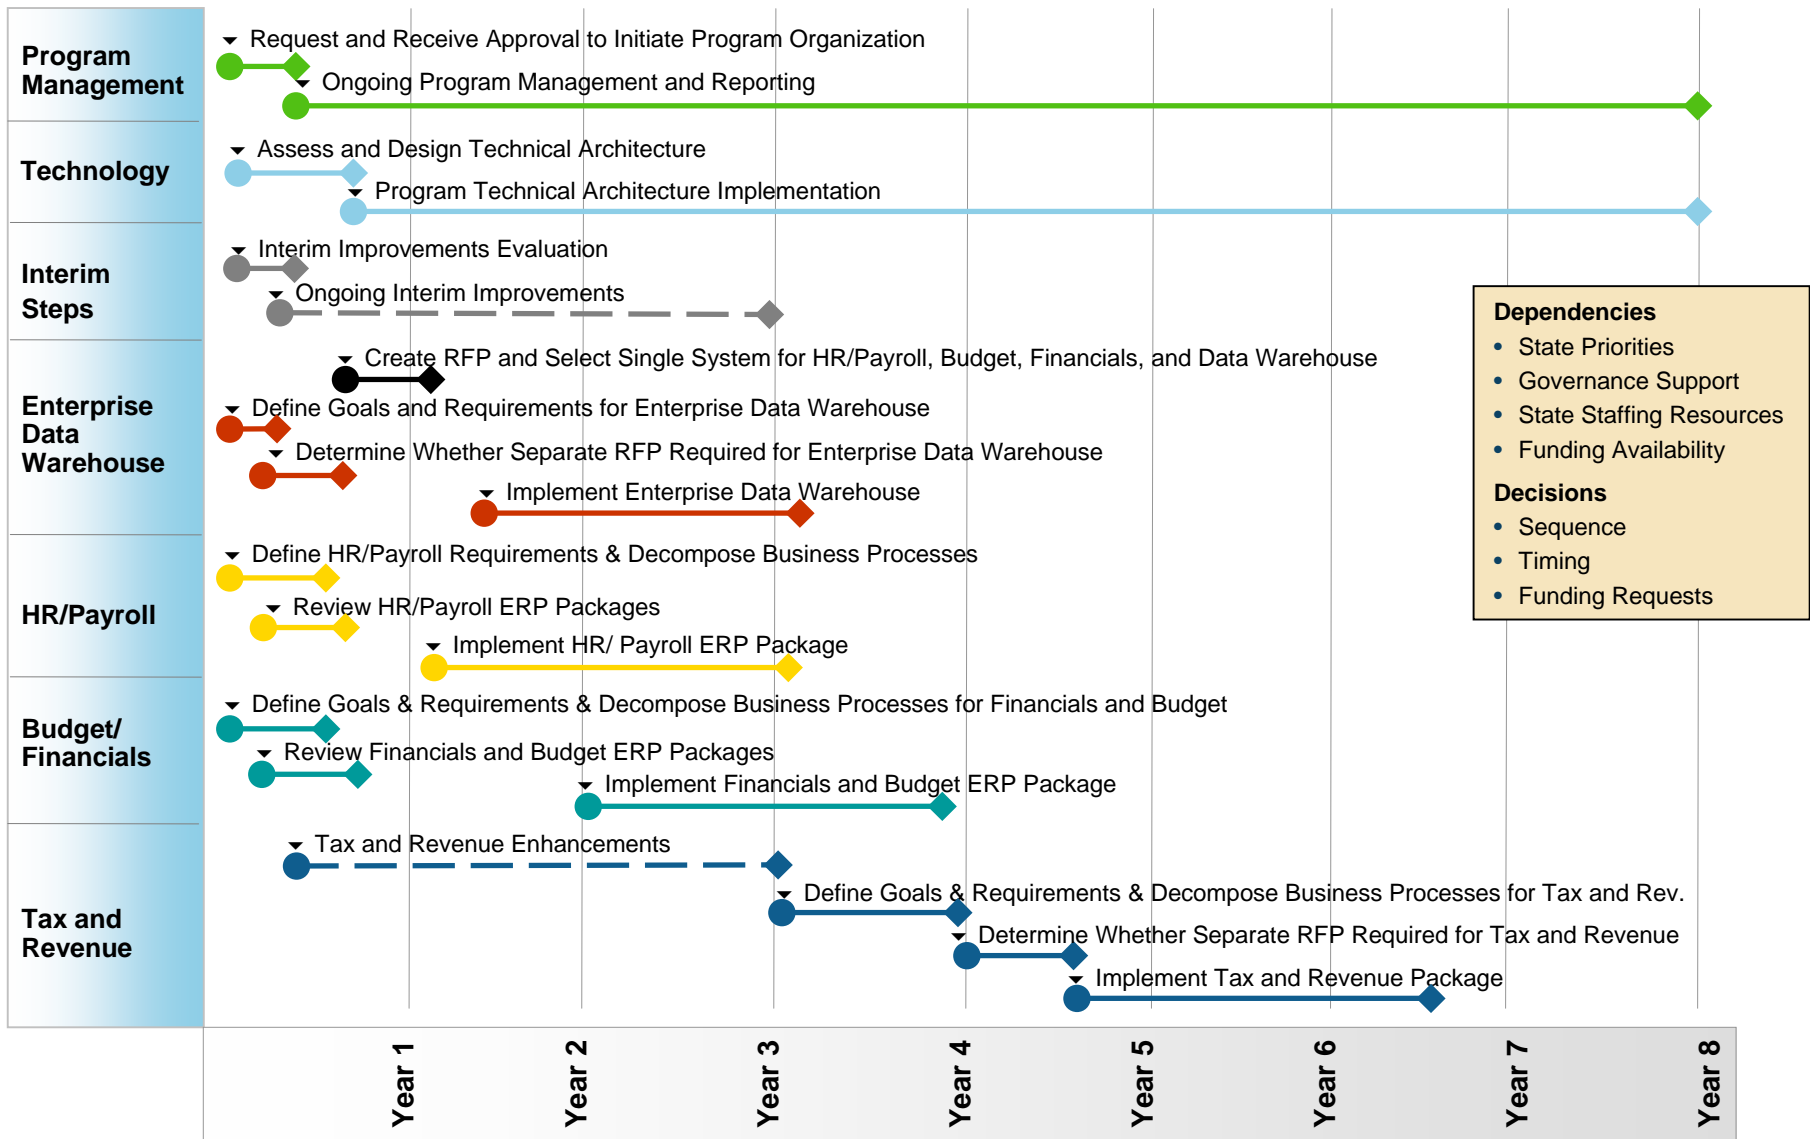 Program
Management
Request and Receive Approval to Initiate Program Organization
Ongoing Program Management and Reporting
Technology
Assess and Design Technical Architecture
Program Technical Architecture Implementation
Interim
Steps
Interim Improvements Evaluation
Ongoing Interim Improvements
Enterprise
Data
Warehouse
Create RFP and Select Single System for HR/Payroll, Budget, Financials, and Data Warehouse
Define Goals and Requirements for Enterprise Data Warehouse
Determine Whether Separate RFP Required for Enterprise Data Warehouse
Implement Enterprise Data Warehouse
HR/Payroll
Define HR/Payroll Requirements & Decompose Business Processes
Review HR/Payroll ERP Packages
Implement HR/ Payroll ERP Package
Budget/
Financials
Define Goals & Requirements & Decompose Business Processes for Financials and Budget
Review Financials and Budget ERP Packages
Implement Financials and Budget ERP Package
Tax and
Revenue
Tax and Revenue Enhancements
Define Goals & Requirements & Decompose Business Processes for Tax and Rev.
Determine Whether Separate RFP Required for Tax and Revenue
Implement Tax and Revenue Package
Dependencies
• State Priorities
• Governance Support
• State Staffing Resources
• Funding Availability
Decisions
• Sequence
• Timing
• Funding Requests
Year 1
Year 2
Year 3
Year 4
Year 5
Year 6
Year 7
Year 8